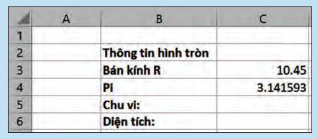 A B C
1
2 Thông tin hình tròn
3 Bán kính R 10.45
4 Pi 3.141593
5 Chu vi:
6 Diện tích: